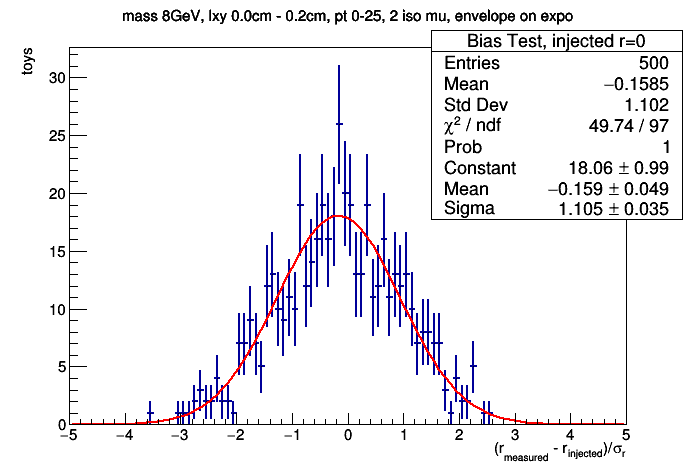 mass 8GeV, lxy 0.0cm - 0.2cm, pt 0-25, 2 iso mu, envelope on expo
toys
Bias Test, injected r=0
Entries 500
Mean −0.1585
Std Dev 1.102
χ² / ndf 49.74 / 97
Prob 1
Constant 18.06 ± 0.99
Mean −0.159 ± 0.049
Sigma 1.105 ± 0.035
30
25
20
15
10
5
0
−5 −4 −3 −2 −1 0 1 2 3 4 5
(r_measured - r_injected)/σ_r